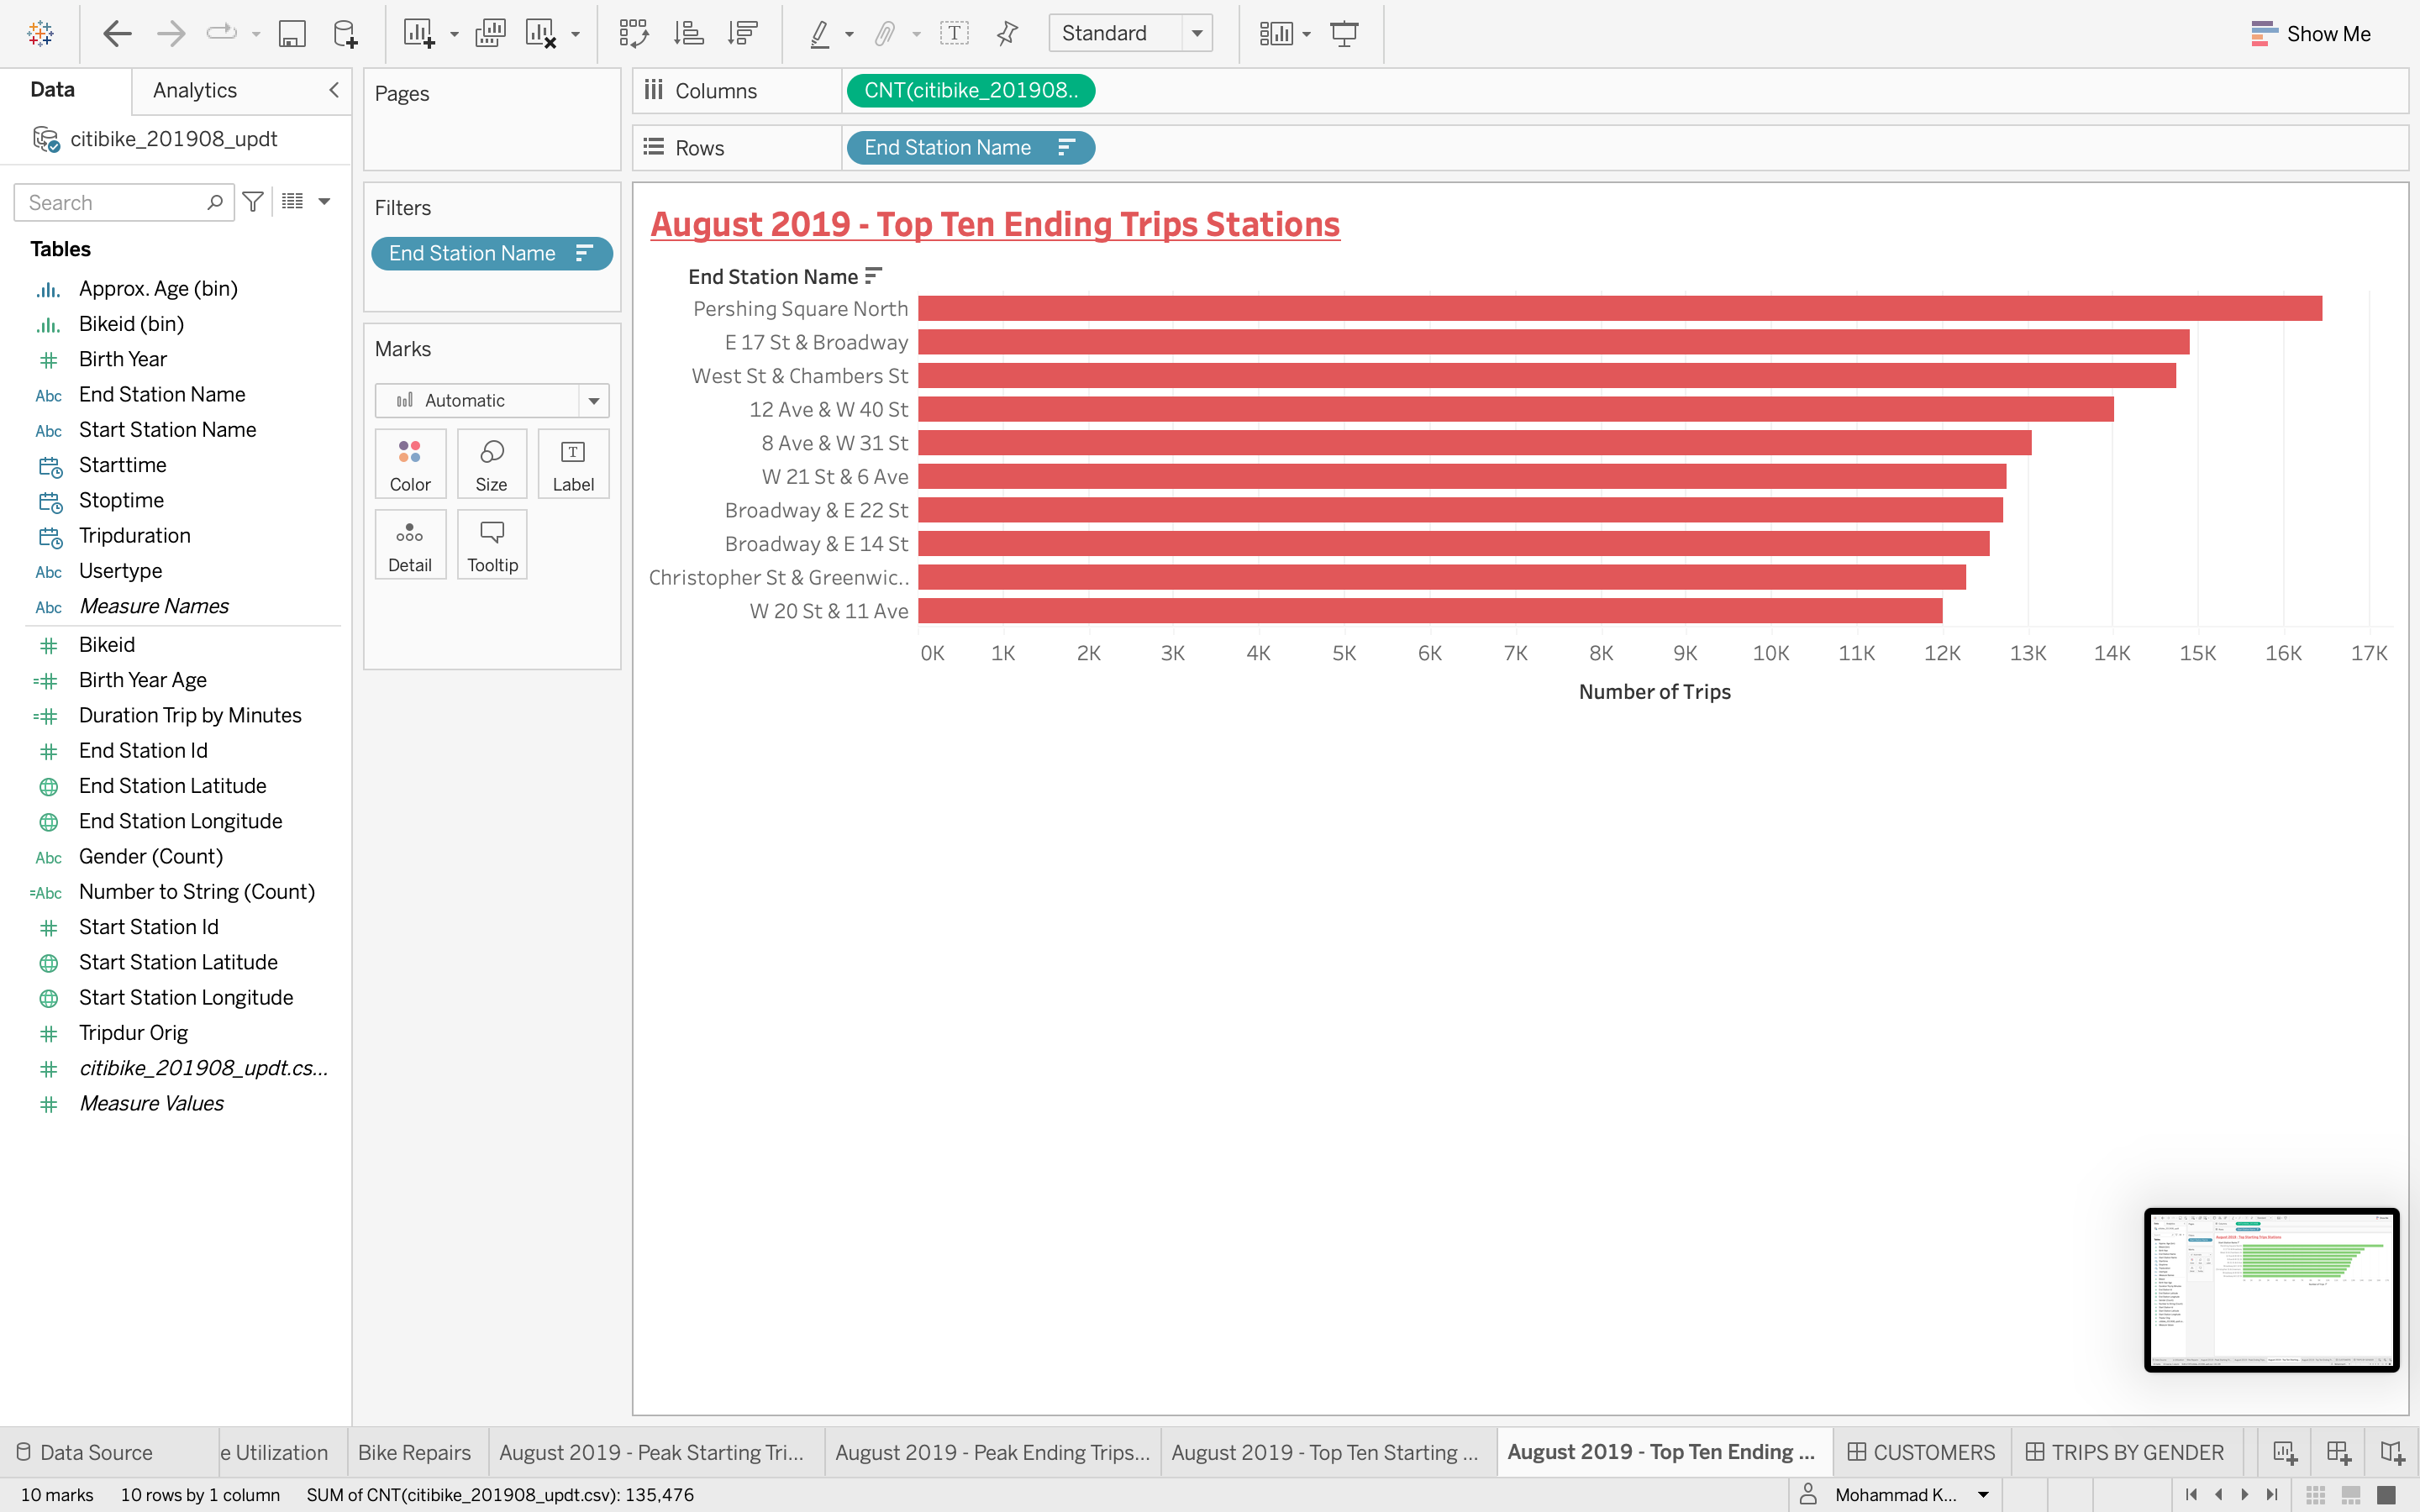 Standard
Show Me
Data
Analytics
citibike_201908_updt
Search
Tables
Approx. Age (bin)
Bikeid (bin)
Birth Year
Abc End Station Name
Abc Start Station Name
Starttime
Stoptime
Tripduration
Abc Usertype
Abc Measure Names
Bikeid
Birth Year Age
Duration Trip by Minutes
End Station Id
End Station Latitude
End Station Longitude
Abc Gender (Count)
=Abc Number to String (Count)
Start Station Id
Start Station Latitude
Start Station Longitude
Tripdur Orig
citibike_201908_updt.cs...
Measure Values
Pages
Filters
End Station Name
Marks
Automatic
Color
Size
Label
Detail
Tooltip
Columns
CNT(citibike_201908..
Rows
End Station Name
August 2019 - Top Ten Ending Trips Stations
End Station Name
Pershing Square North
E 17 St & Broadway
West St & Chambers St
12 Ave & W 40 St
8 Ave & W 31 St
W 21 St & 6 Ave
Broadway & E 22 St
Broadway & E 14 St
Christopher St & Greenwic..
W 20 St & 11 Ave
0K 1K 2K 3K 4K 5K 6K 7K 8K 9K 10K 11K 12K 13K 14K 15K 16K 17K
Number of Trips
Data Source
e Utilization
Bike Repairs
August 2019 - Peak Starting Tri...
August 2019 - Peak Ending Trips...
August 2019 - Top Ten Starting ...
August 2019 - Top Ten Ending ...
CUSTOMERS
TRIPS BY GENDER
10 marks
10 rows by 1 column
SUM of CNT(citibike_201908_updt.csv): 135,476
Mohammad K...